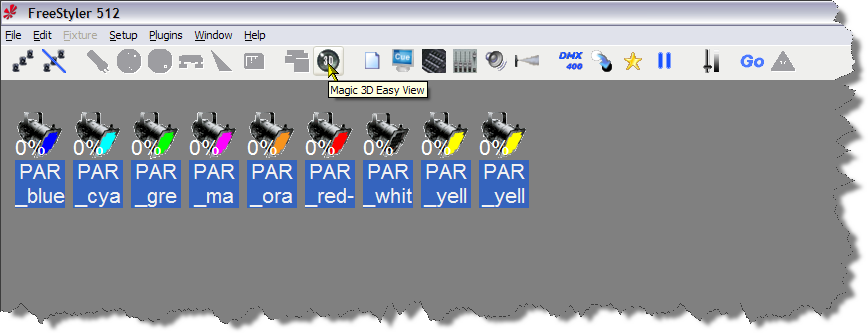 FreeStyler 512
File Edit Fixture Setup Plugins Window Help
3D Cue DMX 400 Go
Magic 3D Easy View
0% 0% 0% 0% 0% 0% 0% 0% 0%
PAR PAR PAR PAR PAR PAR PAR PAR PAR
_blue _cya _gre _ma _ora _red- _whit _yell _yell